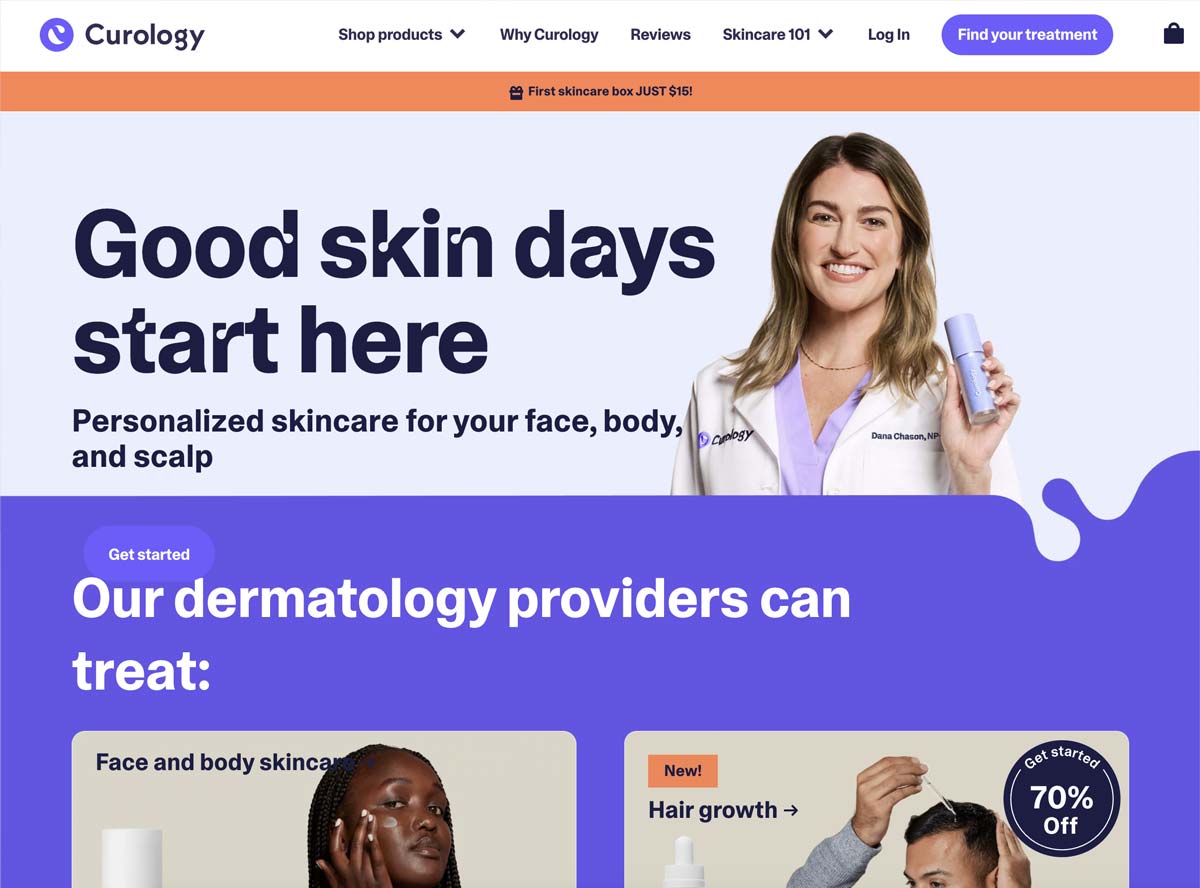 Curology
Shop products
Why Curology
Reviews
Skincare 101
Log In
Find your treatment
First skincare box JUST $15!
Good skin days
start here
Personalized skincare for your face, body,
and scalp
Curology
Dana Chason, NP-
Curology
Get started
Our dermatology providers can
treat:
Face and body skincare →
New!
Hair growth →
Get started
70%
Off